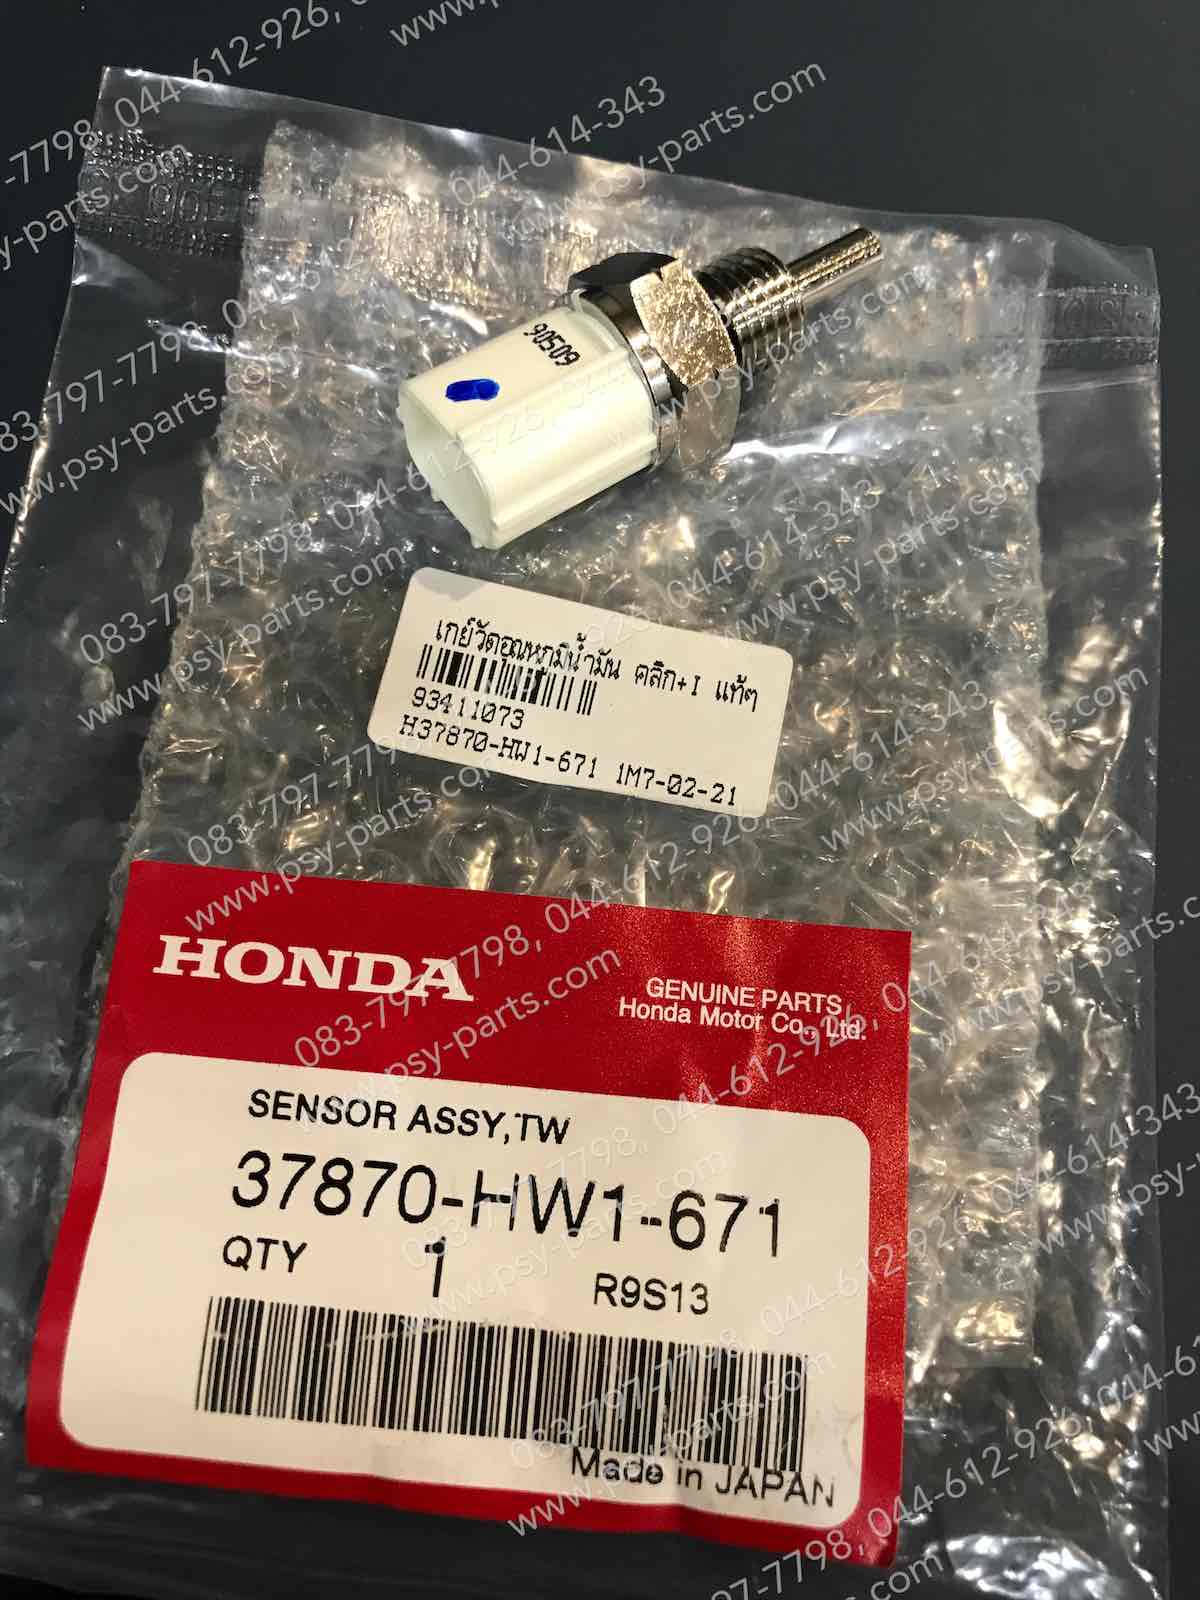 90509
เกย์วัดอุณหภูมิน้ำมัน คลิก+I แท้ๆ
93411073
H37870-HW1-671 1M7-02-21
HONDA
GENUINE PARTS
Honda Motor Co., Ltd.
SENSOR ASSY,TW
37870-HW1-671
QTY 1 R9S13
Made in JAPAN
083-797-7798, 044-612-926, 044-614-343
www.psy-parts.com